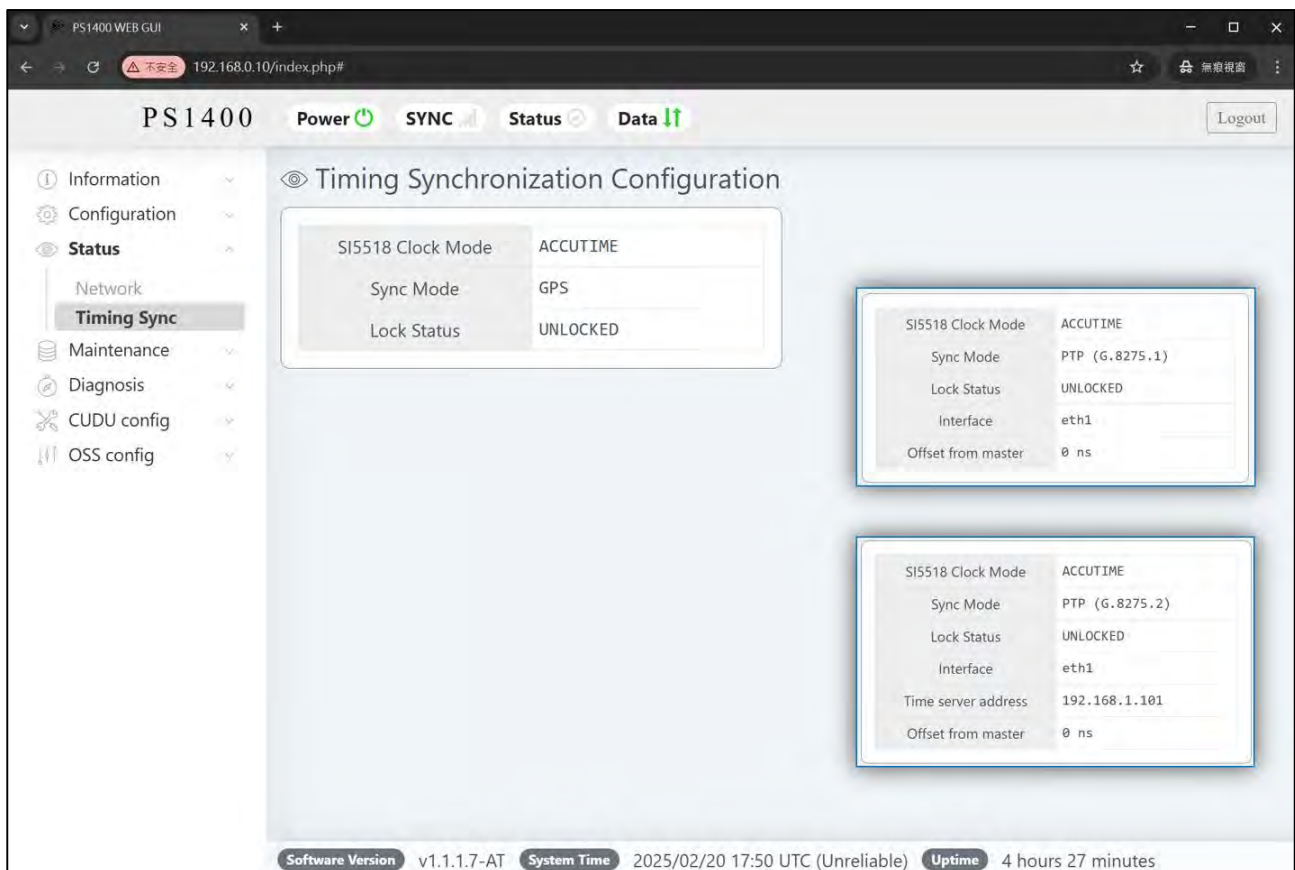 PS1400 WEB GUI
不安全 192.168.0.10/index.php#
無痕視窗
PS1400 Power SYNC Status Data Logout
Information
Configuration
Status
Network
Timing Sync
Maintenance
Diagnosis
CUDU config
OSS config
Timing Synchronization Configuration
SI5518 Clock Mode ACCUTIME
Sync Mode GPS
Lock Status UNLOCKED
SI5518 Clock Mode ACCUTIME
Sync Mode PTP (G.8275.1)
Lock Status UNLOCKED
Interface eth1
Offset from master 0 ns
SI5518 Clock Mode ACCUTIME
Sync Mode PTP (G.8275.2)
Lock Status UNLOCKED
Interface eth1
Time server address 192.168.1.101
Offset from master 0 ns
Software Version v1.1.1.7-AT System Time 2025/02/20 17:50 UTC (Unreliable) Uptime 4 hours 27 minutes